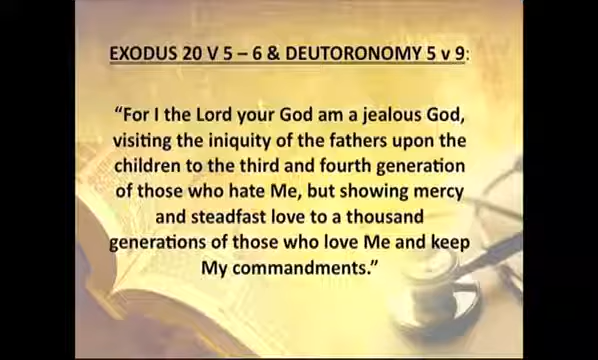 EXODUS 20 V 5 – 6 & DEUTORONOMY 5 v 9:
“For I the Lord your God am a jealous God,
visiting the iniquity of the fathers upon the
children to the third and fourth generation
of those who hate Me, but showing mercy
and steadfast love to a thousand
generations of those who love Me and keep
My commandments.”